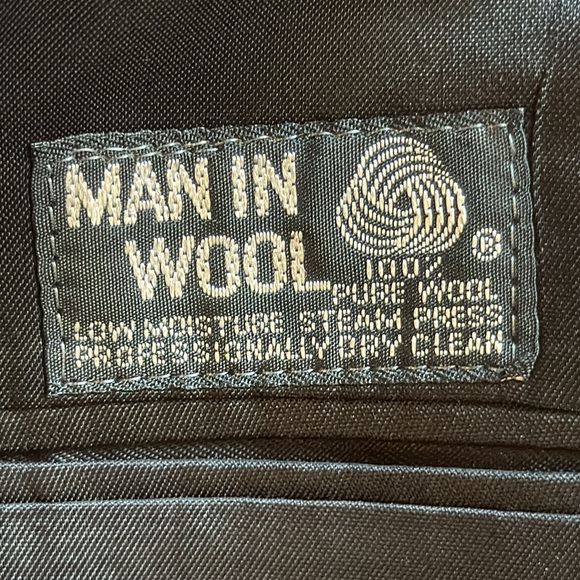 MAN IN
WOOL
®
100%
PURE WOOL
LOW MOISTURE STEAM PRESS
PROFESSIONALLY DRY CLEAN